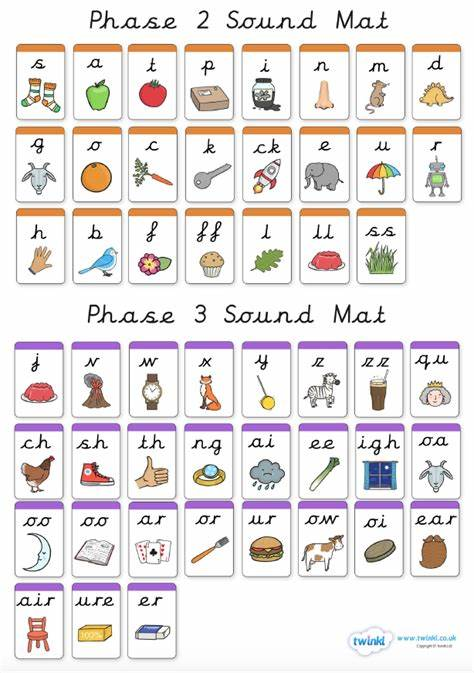 Phase 2 Sound Mat
s a t p i n m d
g o c k ck e u r
h b f ff l ll ss
Phase 3 Sound Mat
j v w x y z zz qu
ch sh th ng ai ee igh oa
oo oo ar or ur ow oi ear
air ure er
100%
twinkl www.twinkl.co.uk